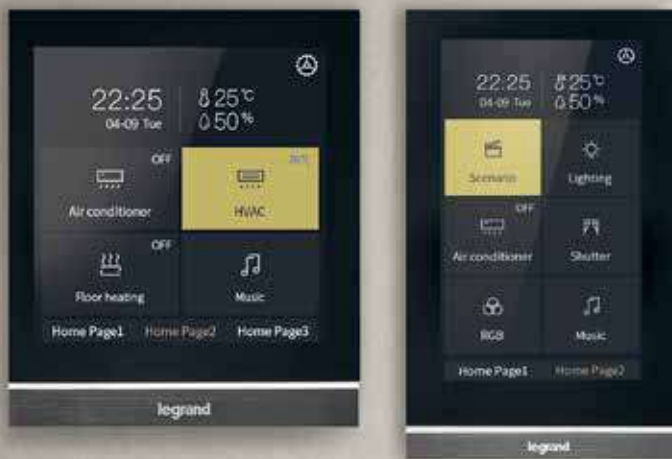 22:25
04-09 Tue
25℃
50%
OFF
Air conditioner
HVAC
OFF
Floor heating
Music
Home Page1 Home Page2 Home Page3
legrand
22:25
04-09 Tue
25℃
50%
Scenario
Lighting
OFF
Air conditioner
Shutter
RGB
Music
Home Page1 Home Page2
legrand